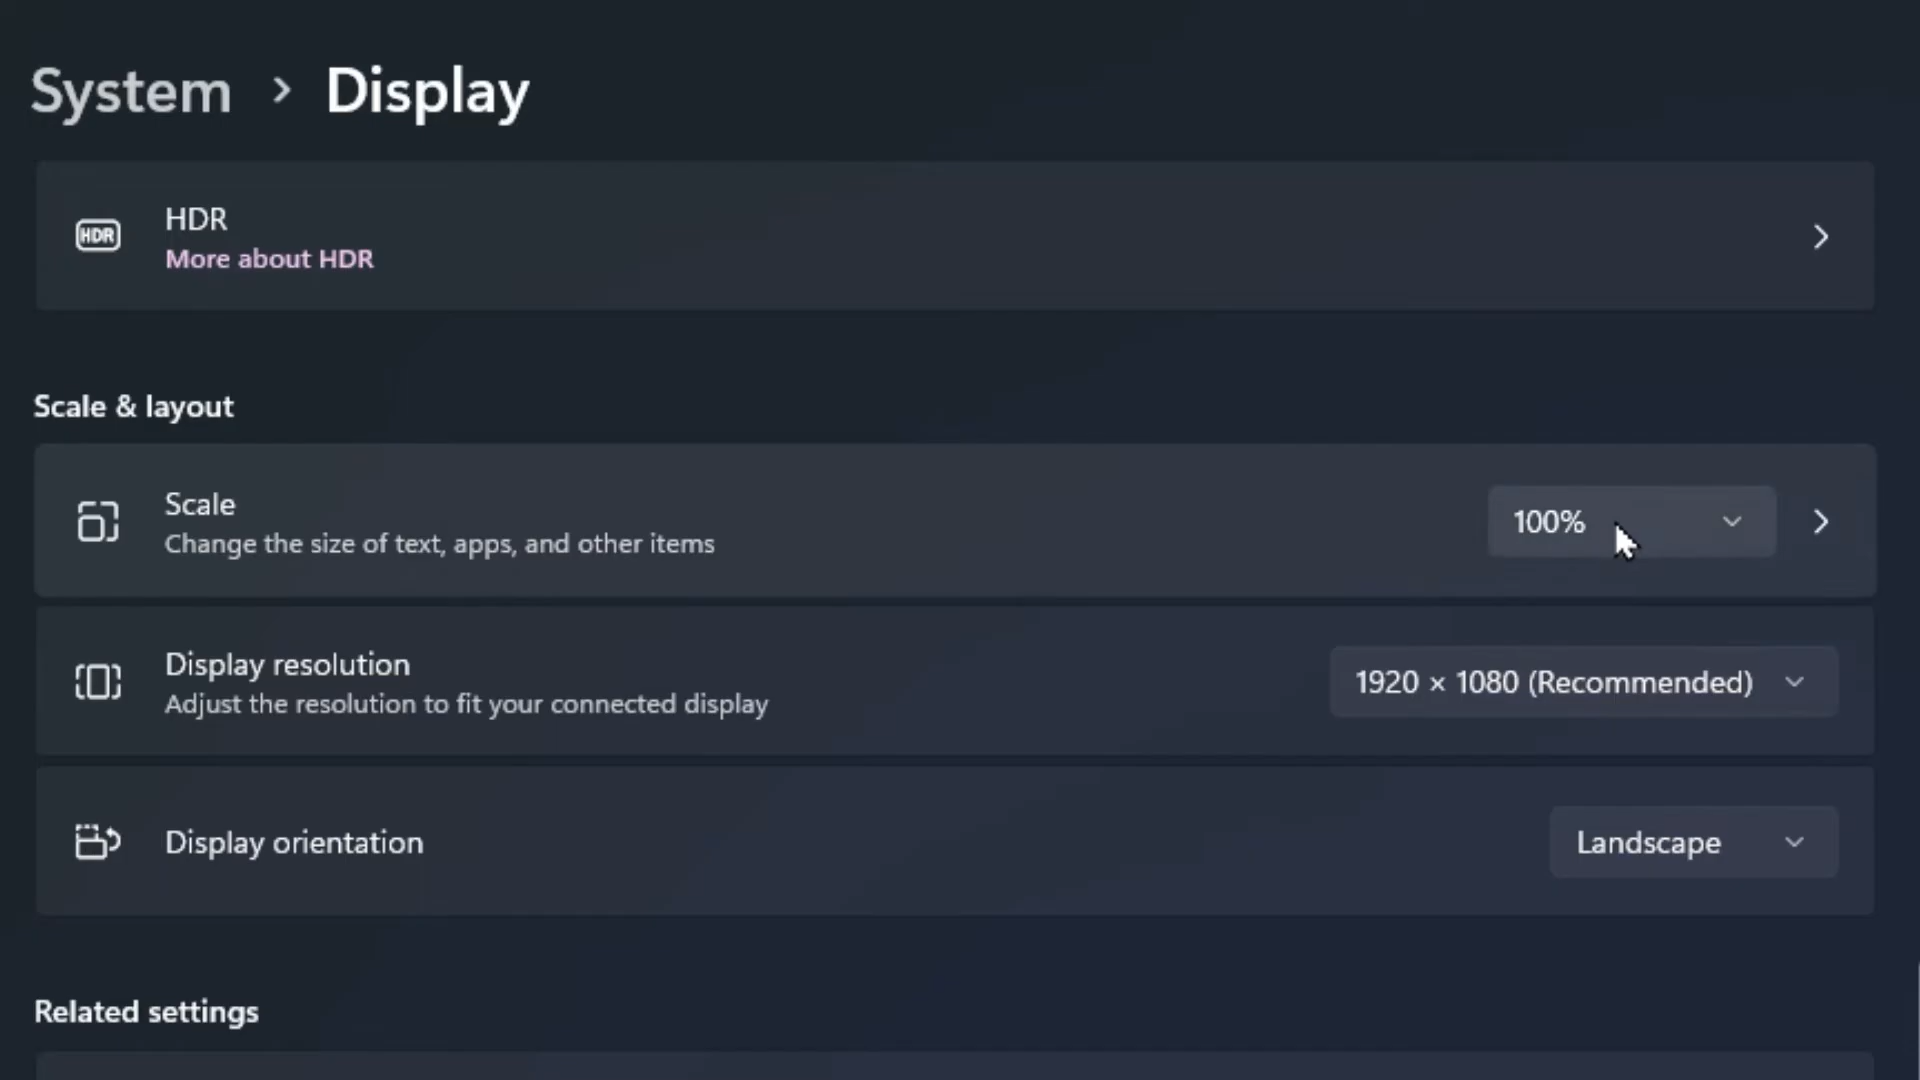 System > Display
HDR
HDR
More about HDR
Scale & layout
Scale
Change the size of text, apps, and other items
100%
Display resolution
Adjust the resolution to fit your connected display
1920 × 1080 (Recommended)
Display orientation
Landscape
Related settings